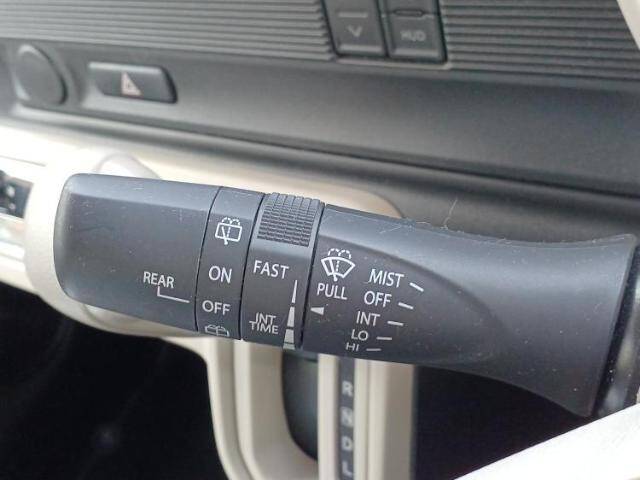 HUD
REAR
ON
OFF
FAST
INT
TIME
PULL
MIST
OFF
INT
LO
HI
R
N
D
L